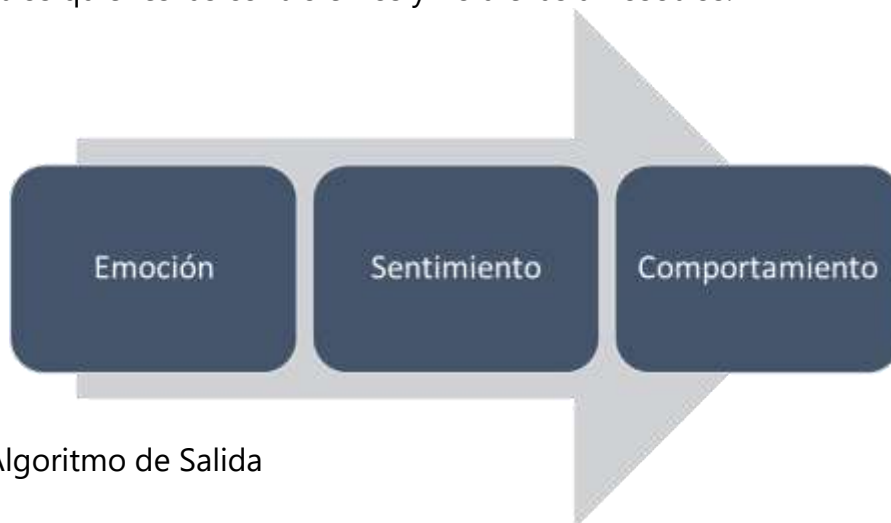 Emoción
Sentimiento
Comportamiento
Algoritmo de Salida